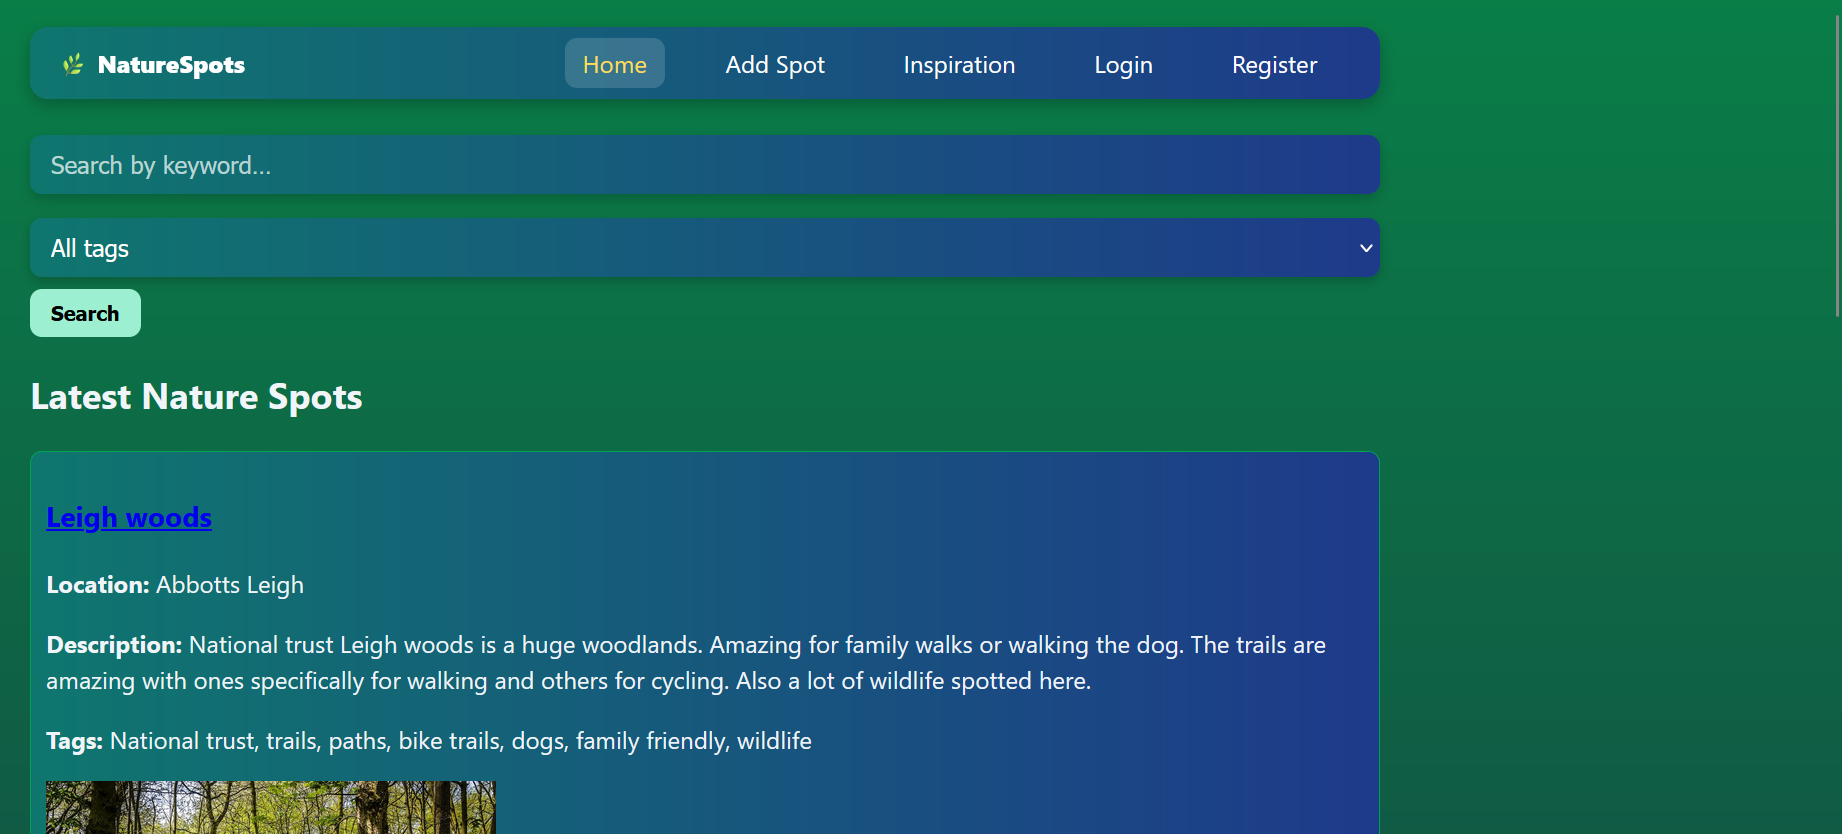 NatureSpots
Home
Add Spot
Inspiration
Login
Register
Search by keyword...
All tags
Search
Latest Nature Spots
Leigh woods
Location: Abbotts Leigh
Description: National trust Leigh woods is a huge woodlands. Amazing for family walks or walking the dog. The trails are
amazing with ones specifically for walking and others for cycling. Also a lot of wildlife spotted here.
Tags: National trust, trails, paths, bike trails, dogs, family friendly, wildlife